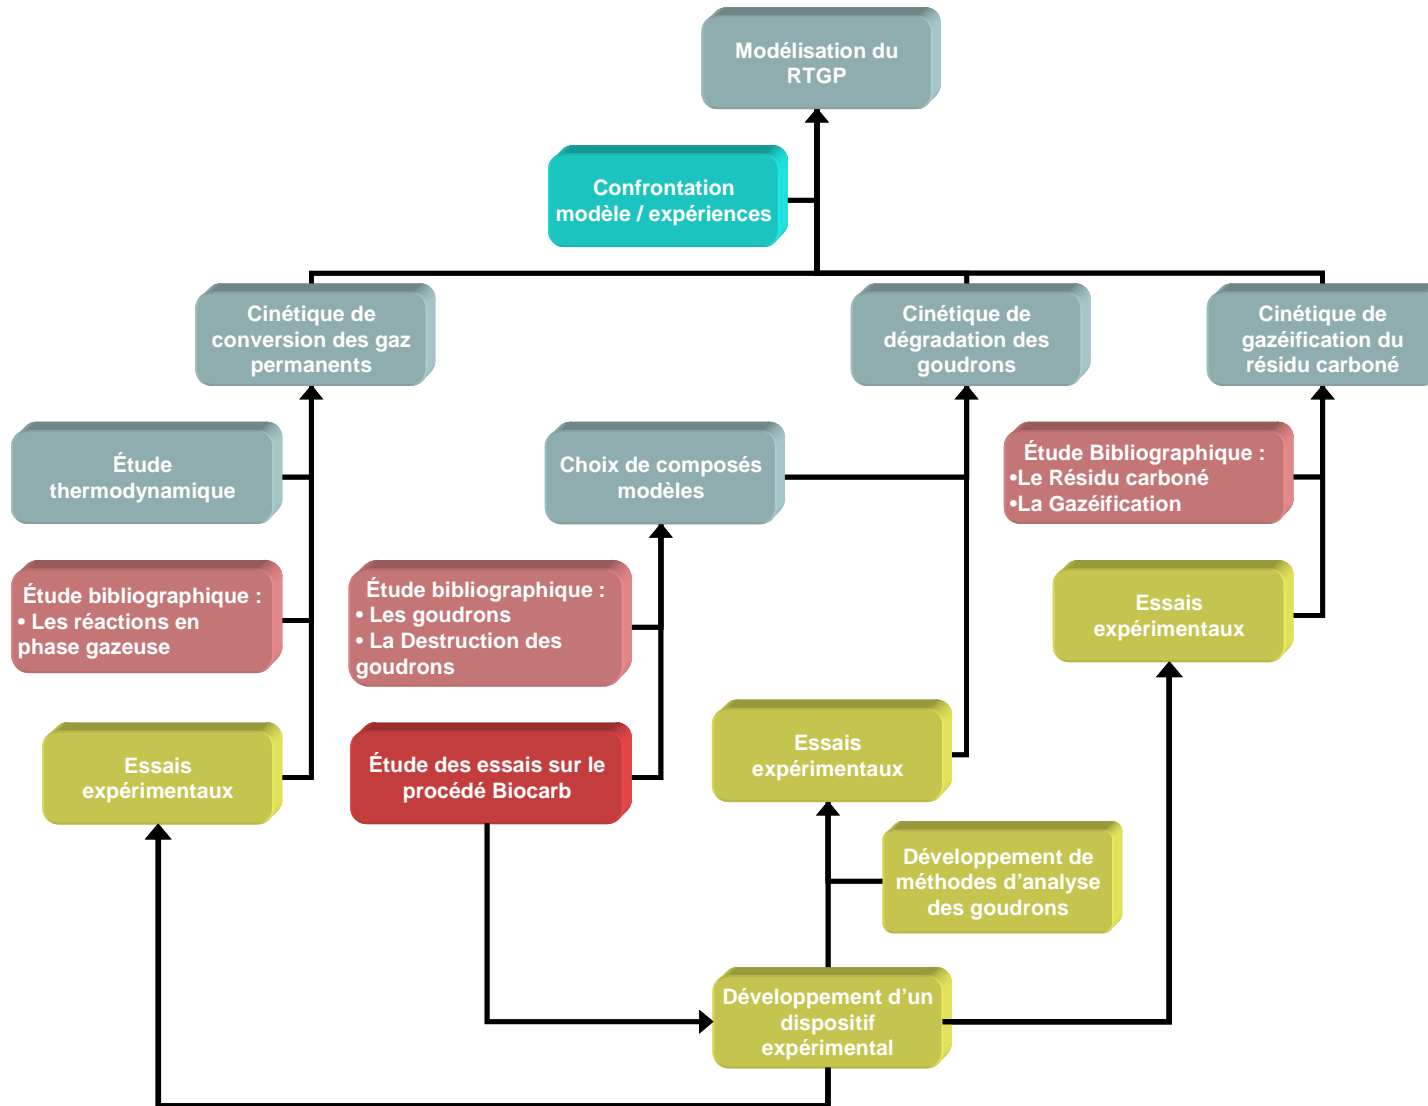 Modélisation du
RTGP
Confrontation
modèle / expériences
Cinétique de
conversion des gaz
permanents
Cinétique de
dégradation des
goudrons
Cinétique de
gazéification du
résidu carboné
Étude
thermodynamique
Choix de composés
modèles
Étude Bibliographique :
•Le Résidu carboné
•La Gazéification
Étude bibliographique :
• Les réactions en
phase gazeuse
Étude bibliographique :
• Les goudrons
• La Destruction des
goudrons
Essais
expérimentaux
Essais
expérimentaux
Étude des essais sur le
procédé Biocarb
Essais
expérimentaux
Développement de
méthodes d’analyse
des goudrons
Développement d’un
dispositif
expérimental